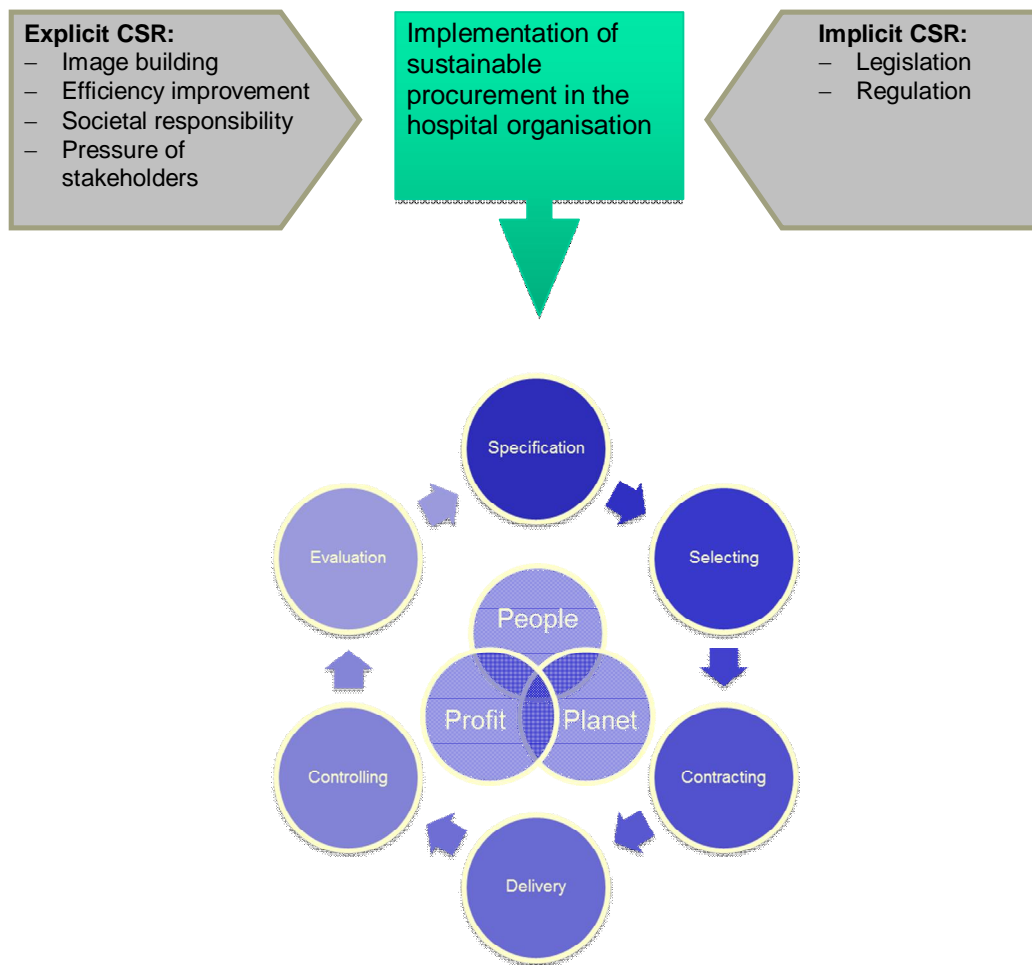 Explicit CSR:
– Image building
– Efficiency improvement
– Societal responsibility
– Pressure of
stakeholders
Implementation of
sustainable
procurement in the
hospital organisation
Implicit CSR:
– Legislation
– Regulation
Specification
Selecting
Contracting
Delivery
Controlling
Evaluation
People
Profit
Planet